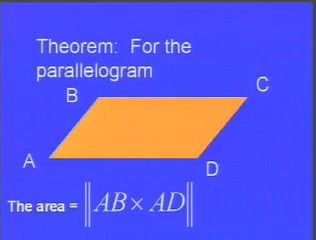 Theorem: For the
parallelogram
B
C
A
D
The area = ||AB × AD||